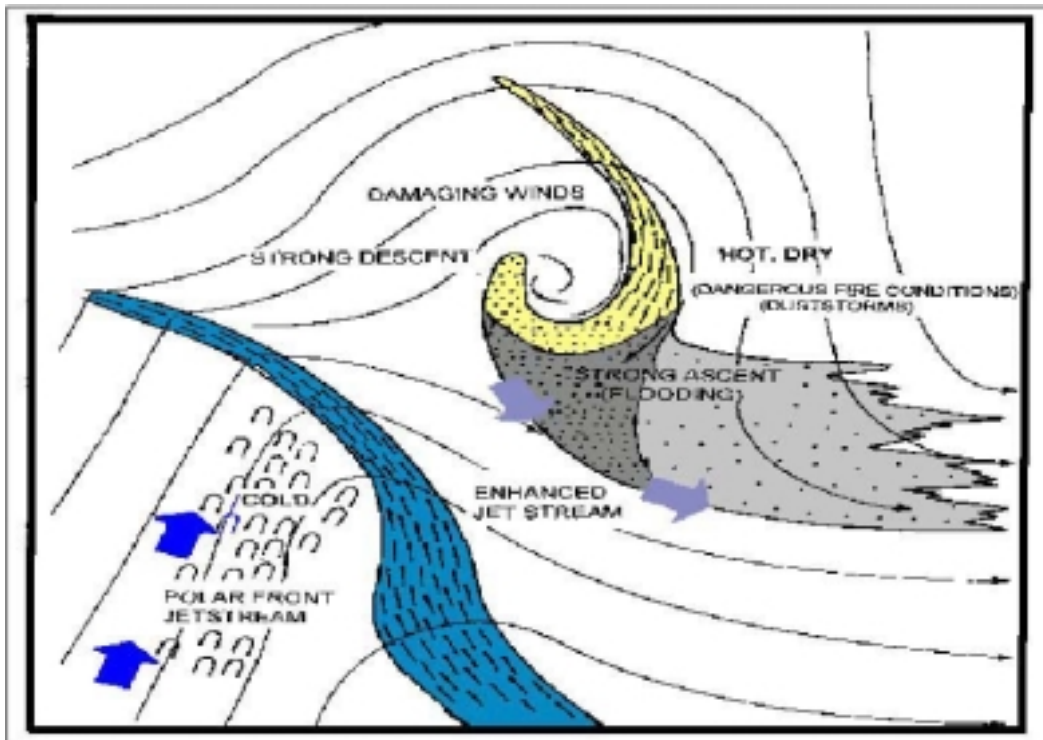 DAMAGING WINDS
STRONG DESCENT
HOT, DRY
(DANGEROUS FIRE CONDITIONS)
(DUSTSTORMS)
STRONG ASCENT
(FLOODING)
ENHANCED
JET STREAM
COLD
POLAR FRONT
JETSTREAM